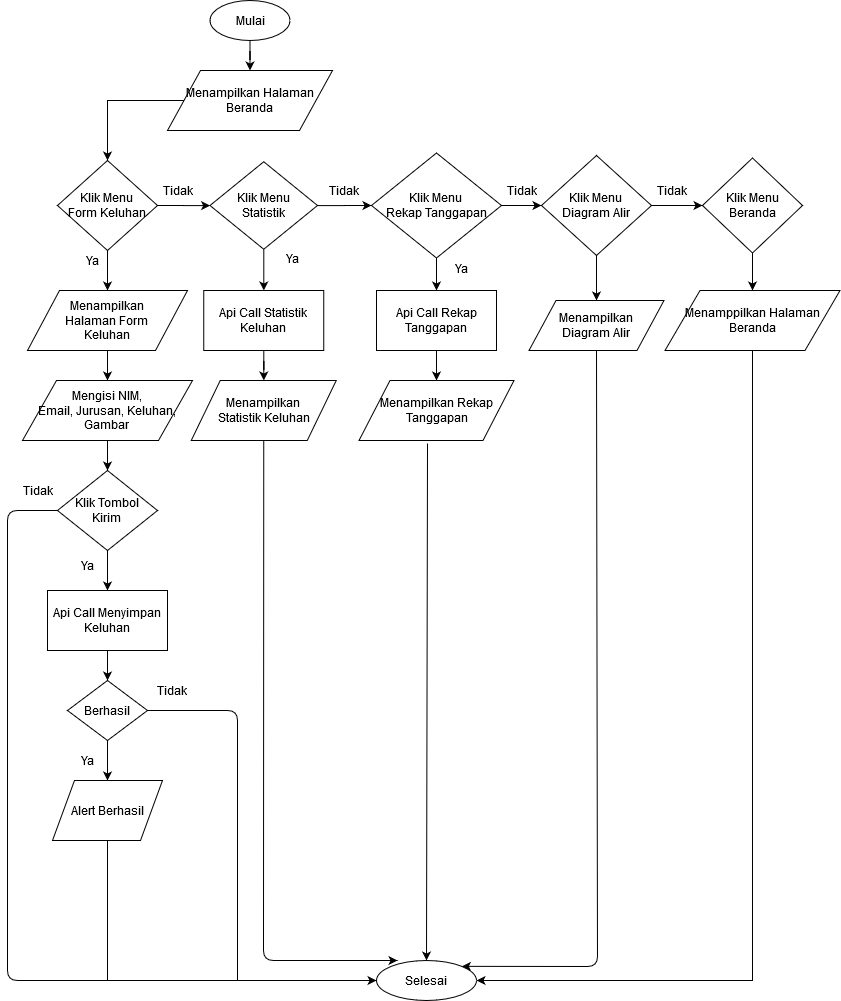 Mulai
Menampilkan Halaman
Beranda
Klik Menu
Form Keluhan
Tidak
Klik Menu
Statistik
Tidak
Klik Menu
Rekap Tanggapan
Tidak
Klik Menu
Diagram Alir
Tidak
Klik Menu
Beranda
Ya
Ya
Ya
Menampilkan
Halaman Form
Keluhan
Api Call Statistik
Keluhan
Api Call Rekap
Tanggapan
Menampilkan
Diagram Alir
Menamppilkan Halaman
Beranda
Mengisi NIM,
Email, Jurusan, Keluhan,
Gambar
Menampilkan
Statistik Keluhan
Menampilkan Rekap
Tanggapan
Tidak
Klik Tombol
Kirim
Ya
Api Call Menyimpan
Keluhan
Tidak
Berhasil
Ya
Alert Berhasil
Selesai